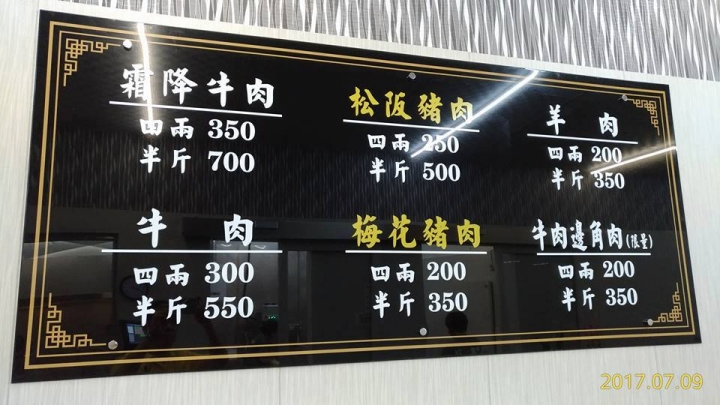 霜降牛肉
四兩 350
半斤 700
松阪豬肉
四兩 250
半斤 500
羊肉
四兩 200
半斤 350
牛肉
四兩 300
半斤 550
梅花豬肉
四兩 200
半斤 350
牛肉邊角肉(限量)
四兩 200
半斤 350
2017.07.09